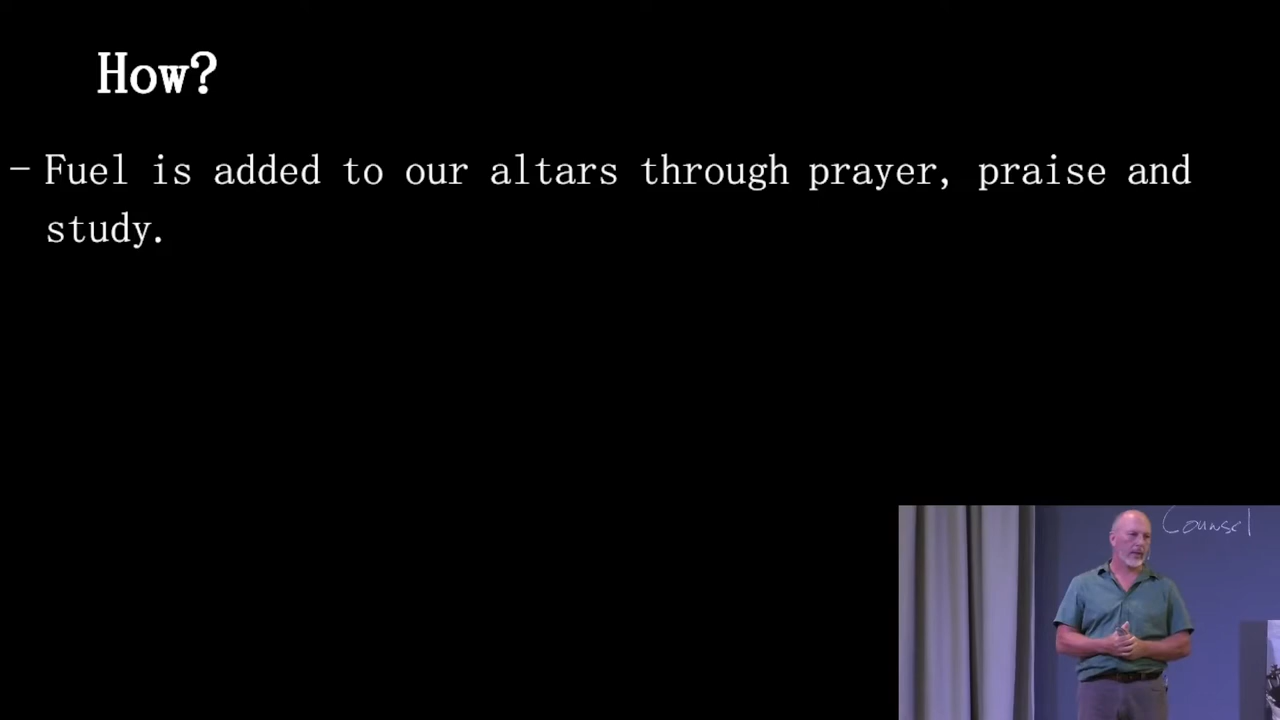 How?
- Fuel is added to our altars through prayer, praise and
study.
Counsel